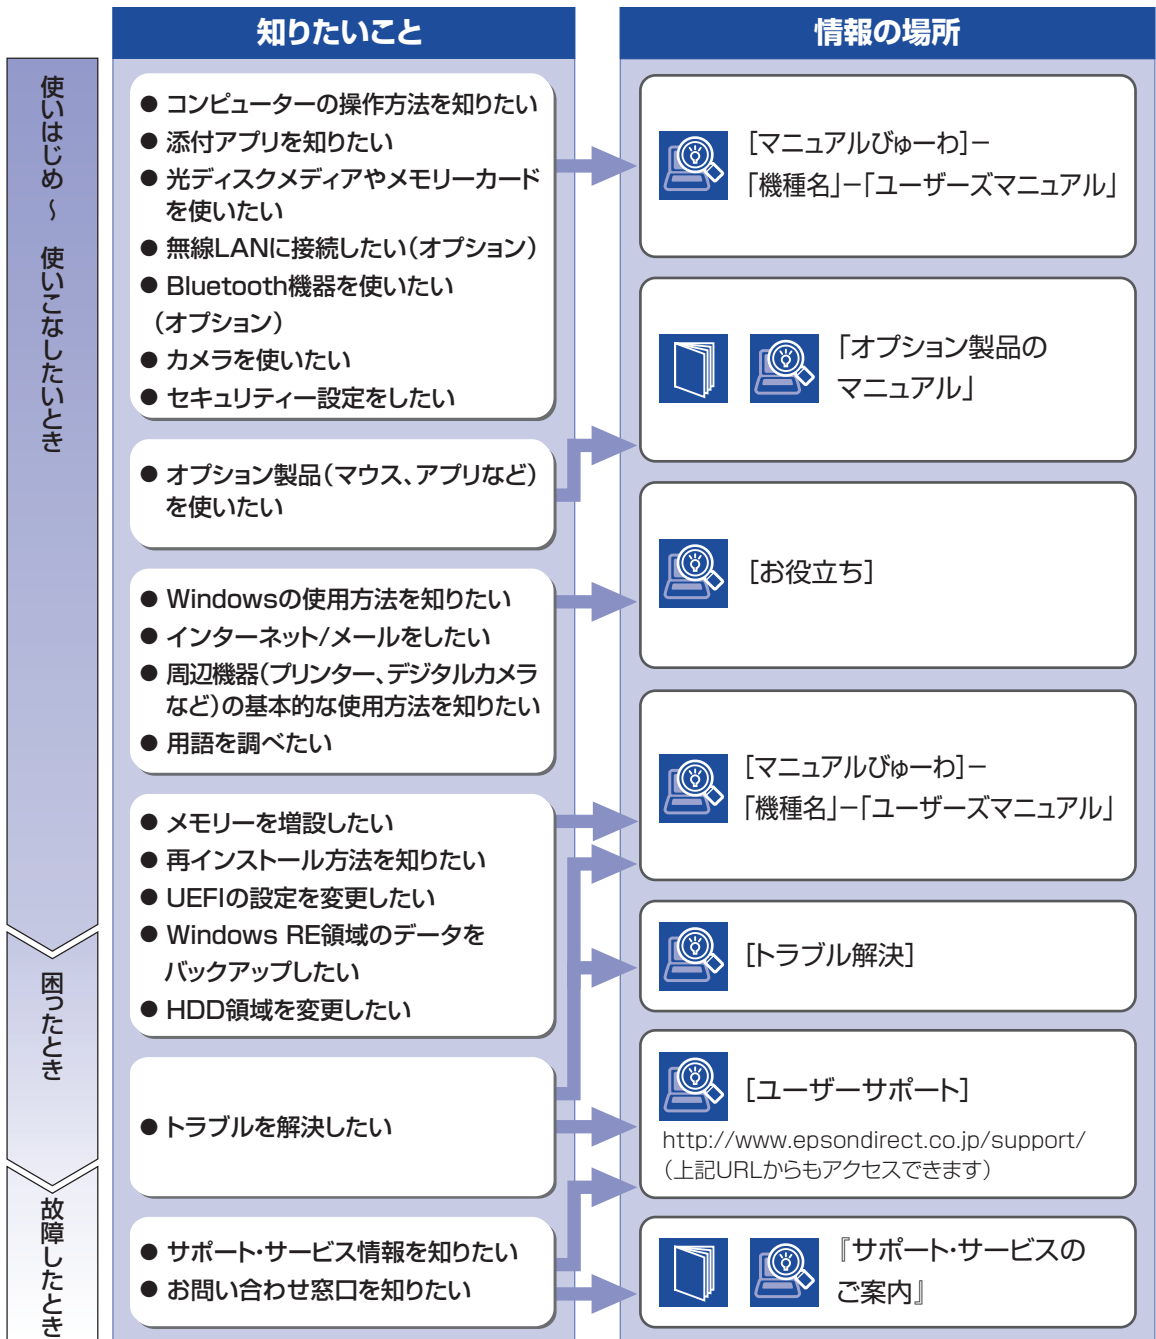 知りたいこと
情報の場所
使いはじめ 〜 使いこなしたいとき
● コンピューターの操作方法を知りたい
● 添付アプリを知りたい
● 光ディスクメディアやメモリーカード
を使いたい
● 無線LANに接続したい（オプション）
● Bluetooth機器を使いたい
（オプション）
● カメラを使いたい
● セキュリティー設定をしたい
[マニュアルびゅーわ]－
「機種名」－「ユーザーズマニュアル」
● オプション製品（マウス、アプリなど）
を使いたい
「オプション製品の
マニュアル」
● Windowsの使用方法を知りたい
● インターネット/メールをしたい
● 周辺機器（プリンター、デジタルカメラ
など）の基本的な使用方法を知りたい
● 用語を調べたい
[お役立ち]
● メモリーを増設したい
● 再インストール方法を知りたい
● UEFIの設定を変更したい
● Windows RE領域のデータを
バックアップしたい
● HDD領域を変更したい
[マニュアルびゅーわ]－
「機種名」－「ユーザーズマニュアル」
困ったとき
● トラブルを解決したい
[トラブル解決]
[ユーザーサポート]
http://www.epsondirect.co.jp/support/
（上記URLからもアクセスできます）
故障したとき
● サポート・サービス情報を知りたい
● お問い合わせ窓口を知りたい
『サポート・サービスの
ご案内』